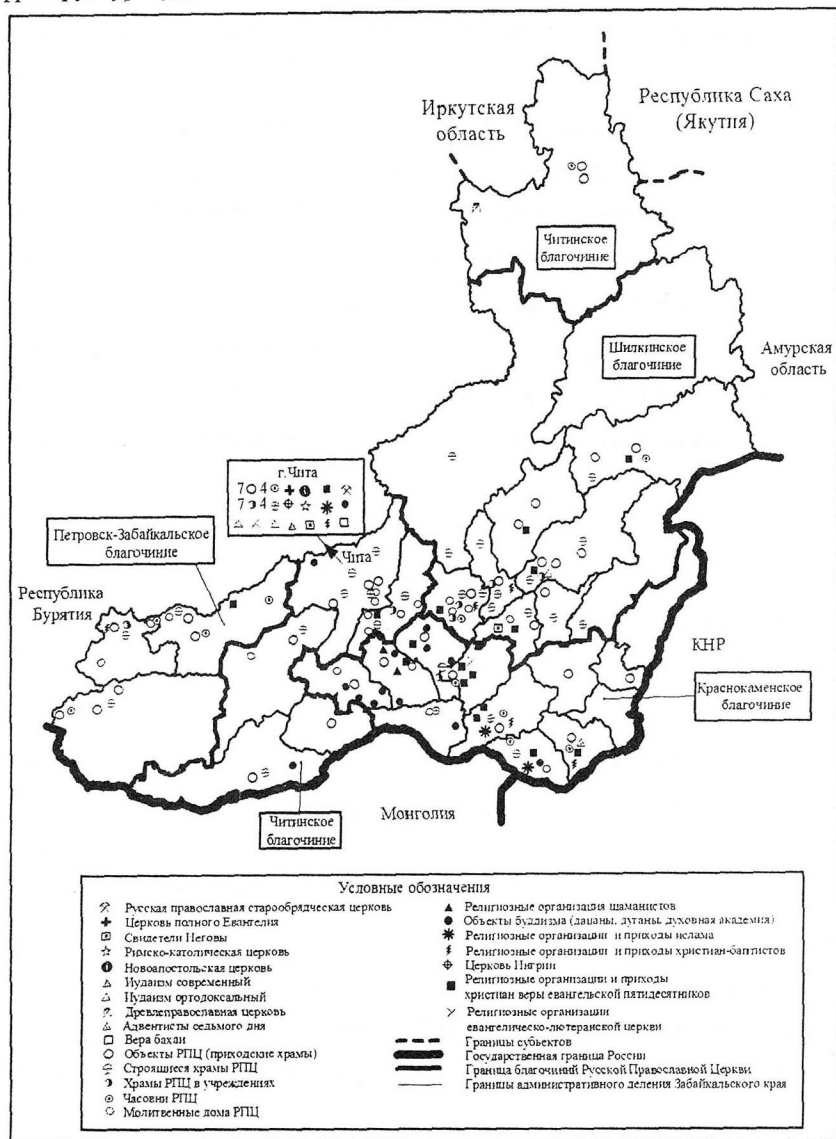 Иркутская
область
Республика Саха
(Якутия)
Читинское
благочиние
Шилкинское
благочиние
Амурская
область
г.Чита
7 4
7 4
Петровск-Забайкальское
благочиние
Чита
Республика
Бурятия
КНР
Краснокаменское
благочиние
Читинское
благочиние
Монголия
Условные обозначения
Русская православная старообрядческая церковь
Церковь полного Евангелия
Свидетели Иеговы
Римско-католическая церковь
Новоапостольская церковь
Иудаизм современный
Иудаизм ортодоксальный
Древлеправославная церковь
Адвентисты седьмого дня
Вера бахаи
Объекты РПЦ (приходские храмы)
Строящиеся храмы РПЦ
Храмы РПЦ в учреждениях
Часовни РПЦ
Молитвенные дома РПЦ
Религиозные организация шаманистов
Объекты буддизма (дацаны, дуганы, духовная академия)
Религиозные организации и приходы ислама
Религиозные организации и приходы христиан-баптистов
Церковь Ингрии
Религиозные организации и приходы
христиан веры евангельской пятидесятников
Религиозные организации
евангелическо-лютеранской церкви
Границы субъектов
Государственная граница России
Граница благочиний Русской Православной Церкви
Границы административного деления Забайкальского края